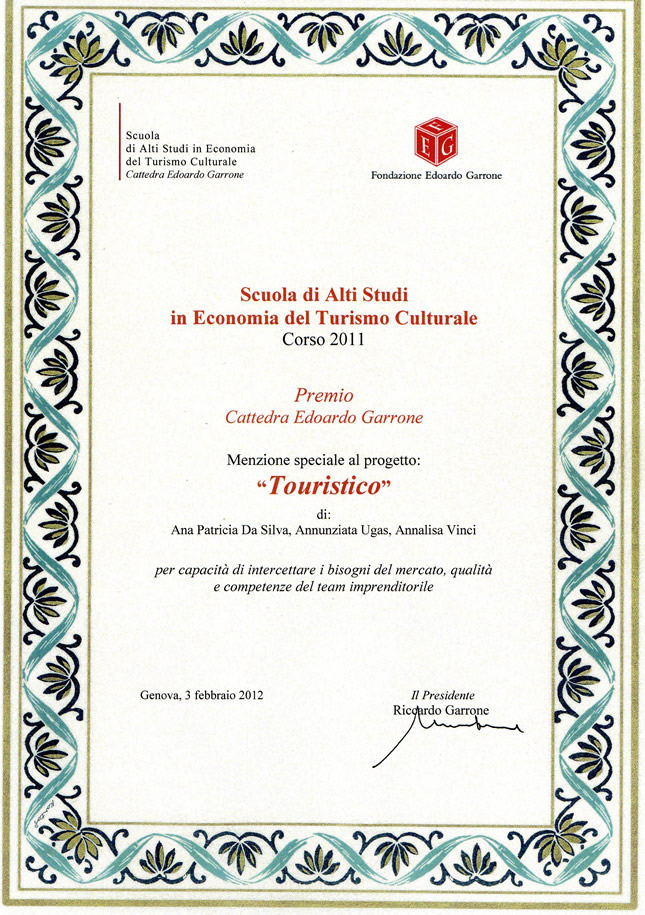 Scuola
di Alti Studi in Economia
del Turismo Culturale
Cattedra Edoardo Garrone
F
E G
Fondazione Edoardo Garrone
Scuola di Alti Studi
in Economia del Turismo Culturale
Corso 2011
Premio
Cattedra Edoardo Garrone
Menzione speciale al progetto:
“Touristico”
di:
Ana Patricia Da Silva, Annunziata Ugas, Annalisa Vinci
per capacità di intercettare i bisogni del mercato, qualità
e competenze del team imprenditorile
Genova, 3 febbraio 2012
Il Presidente
Riccardo Garrone